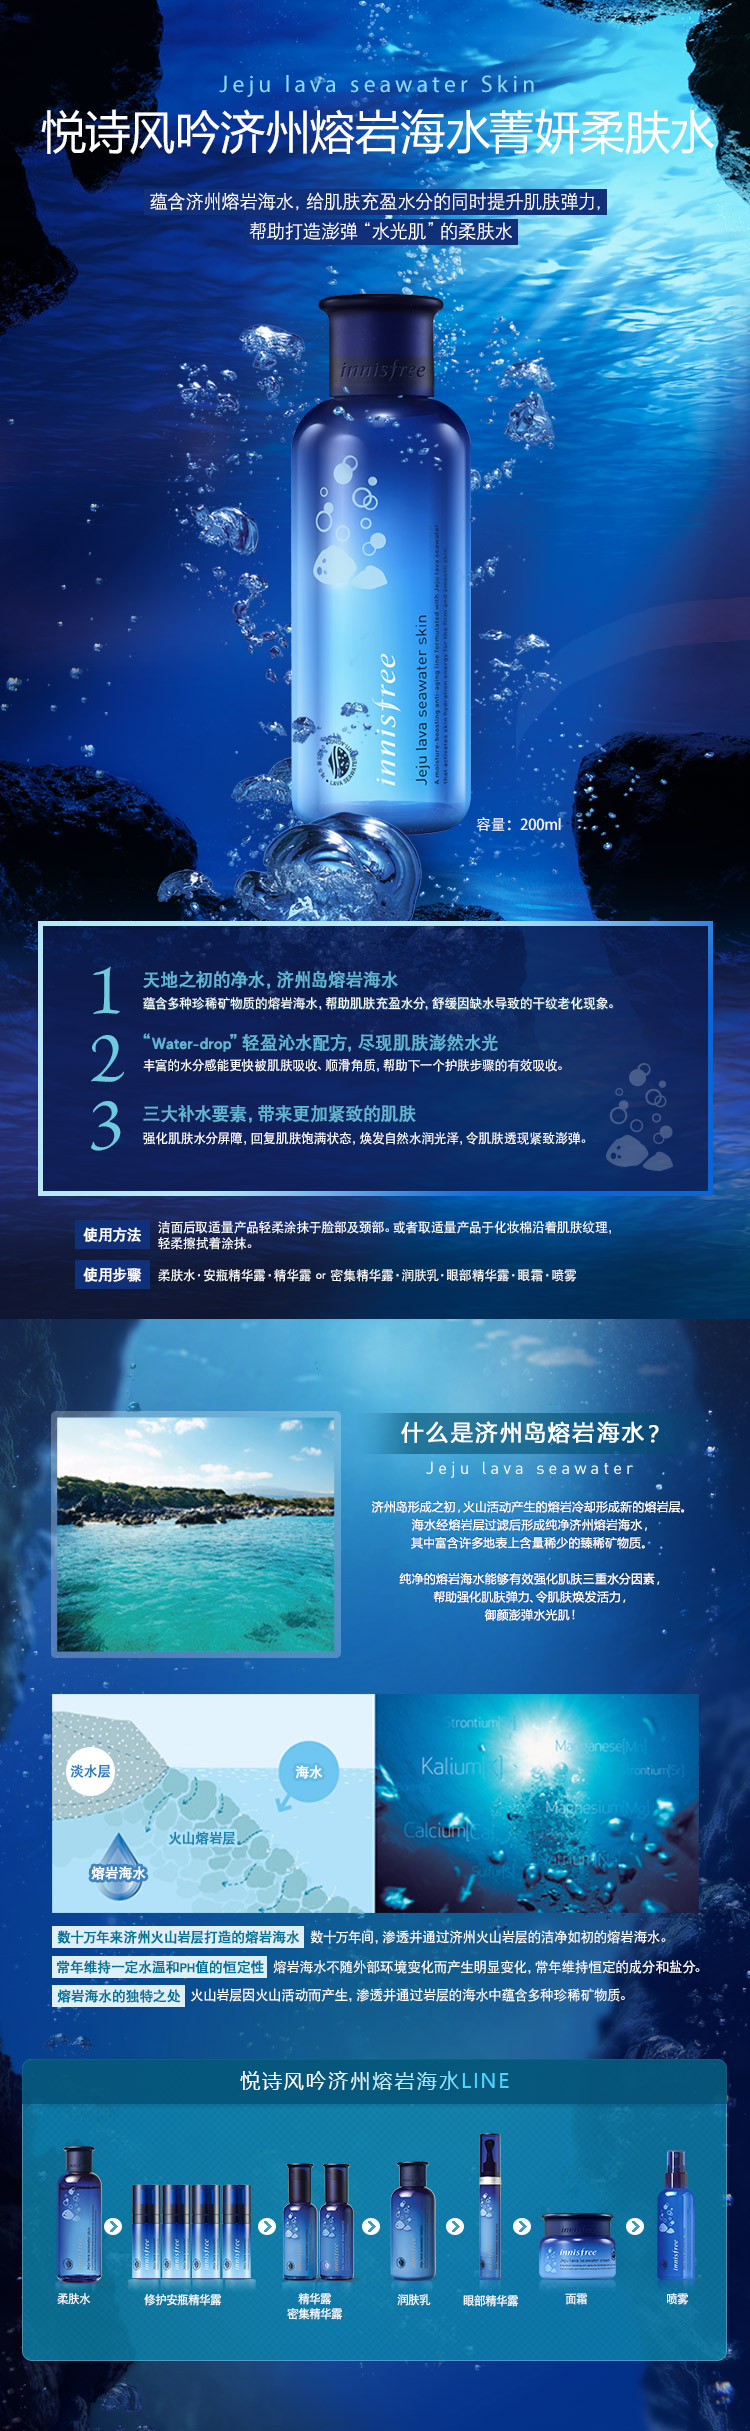 Jeju lava seawater Skin
悦诗风吟济州熔岩海水菁妍柔肤水
蕴含济州熔岩海水, 给肌肤充盈水分的同时提升肌肤弹力,
帮助打造澎弹“水光肌”的柔肤水
innisfree
innisfree
Jeju lava seawater skin
A moisture-boosting anti-aging line formulated with Jeju lava seawater
LAVA SEAWATER
容量：200ml
1
天地之初的净水, 济州岛熔岩海水
蕴含多种珍稀矿物质的熔岩海水, 帮助肌肤充盈水分, 舒缓因缺水导致的干纹老化现象。
2
“Water-drop” 轻盈沁水配方, 尽现肌肤澎然水光
丰富的水分感能更快被肌肤吸收、顺滑角质, 帮助下一个护肤步骤的有效吸收。
3
三大补水要素, 带来更加紧致的肌肤
强化肌肤水分屏障, 回复肌肤饱满状态, 焕发自然水润光泽, 令肌肤透现紧致澎弹。
使用方法
洁面后取适量产品轻柔涂抹于脸部及颈部。或者取适量产品于化妆棉沿着肌肤纹理,
轻柔擦拭着涂抹。
使用步骤
柔肤水·安瓶精华露·精华露 or 密集精华露·润肤乳·眼部精华露·眼霜·喷雾
什么是济州岛熔岩海水?
Jeju lava seawater
济州岛形成之初, 火山活动产生的熔岩冷却形成新的熔岩层。
海水经熔岩层过滤后形成纯净济州熔岩海水,
其中富含许多地表上含量稀少的臻稀矿物质。
纯净的熔岩海水能够有效强化肌肤三重水分因素,
帮助强化肌肤弹力、令肌肤焕发活力,
御颜澎弹水光肌!
淡水层
海水
火山熔岩层
熔岩海水
Strontium[S]
Manganese[Mn]
Kalium[K]
Strontium[Sr]
Magnesium[Mg]
Calcium[Ca]
数十万年来济州火山岩层打造的熔岩海水 数十万年间, 渗透并通过济州火山岩层的洁净如初的熔岩海水。
常年维持一定水温和PH值的恒定性 熔岩海水不随外部环境变化而产生明显变化, 常年维持恒定的成分和盐分。
熔岩海水的独特之处 火山岩层因火山活动而产生, 渗透并通过岩层的海水中蕴含多种珍稀矿物质。
悦诗风吟济州熔岩海水LINE
柔肤水
修护安瓶精华露
精华露
密集精华露
润肤乳
眼部精华露
innisfree
面霜
喷雾